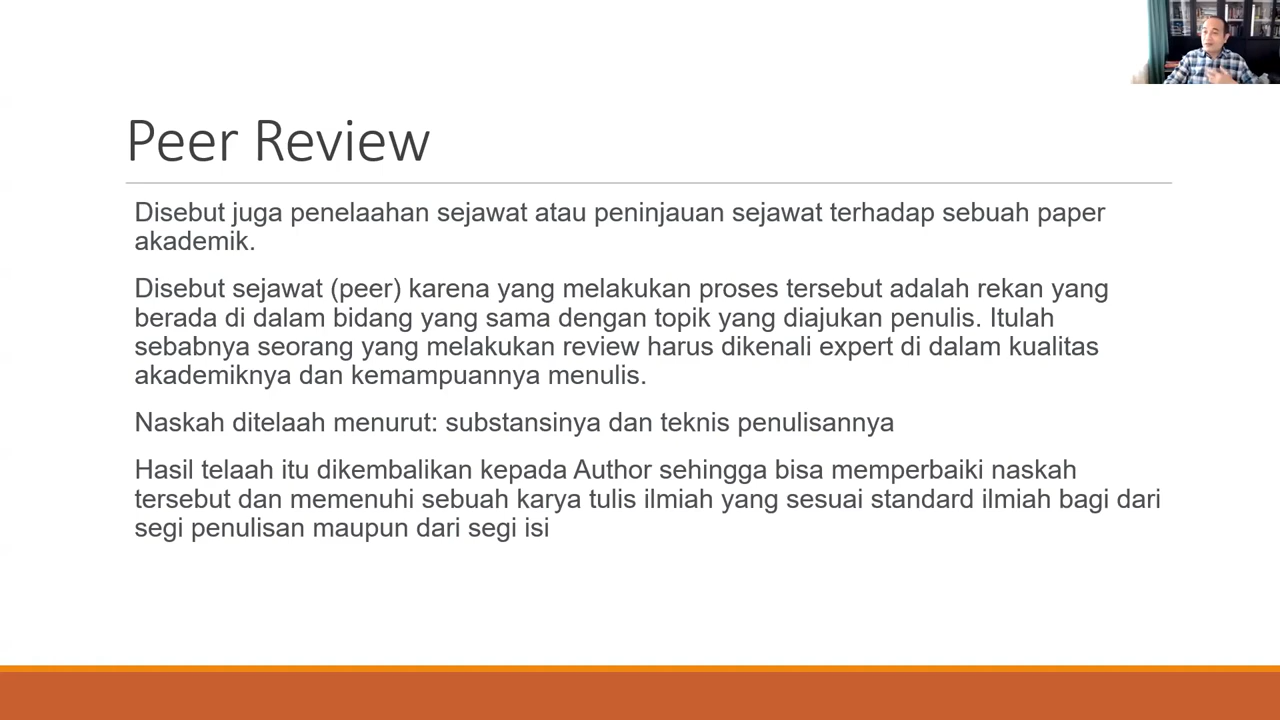 Peer Review
Disebut juga penelaahan sejawat atau peninjauan sejawat terhadap sebuah paper
akademik.
Disebut sejawat (peer) karena yang melakukan proses tersebut adalah rekan yang
berada di dalam bidang yang sama dengan topik yang diajukan penulis. Itulah
sebabnya seorang yang melakukan review harus dikenali expert di dalam kualitas
akademiknya dan kemampuannya menulis.
Naskah ditelaah menurut: substansinya dan teknis penulisannya
Hasil telaah itu dikembalikan kepada Author sehingga bisa memperbaiki naskah
tersebut dan memenuhi sebuah karya tulis ilmiah yang sesuai standard ilmiah bagi dari
segi penulisan maupun dari segi isi